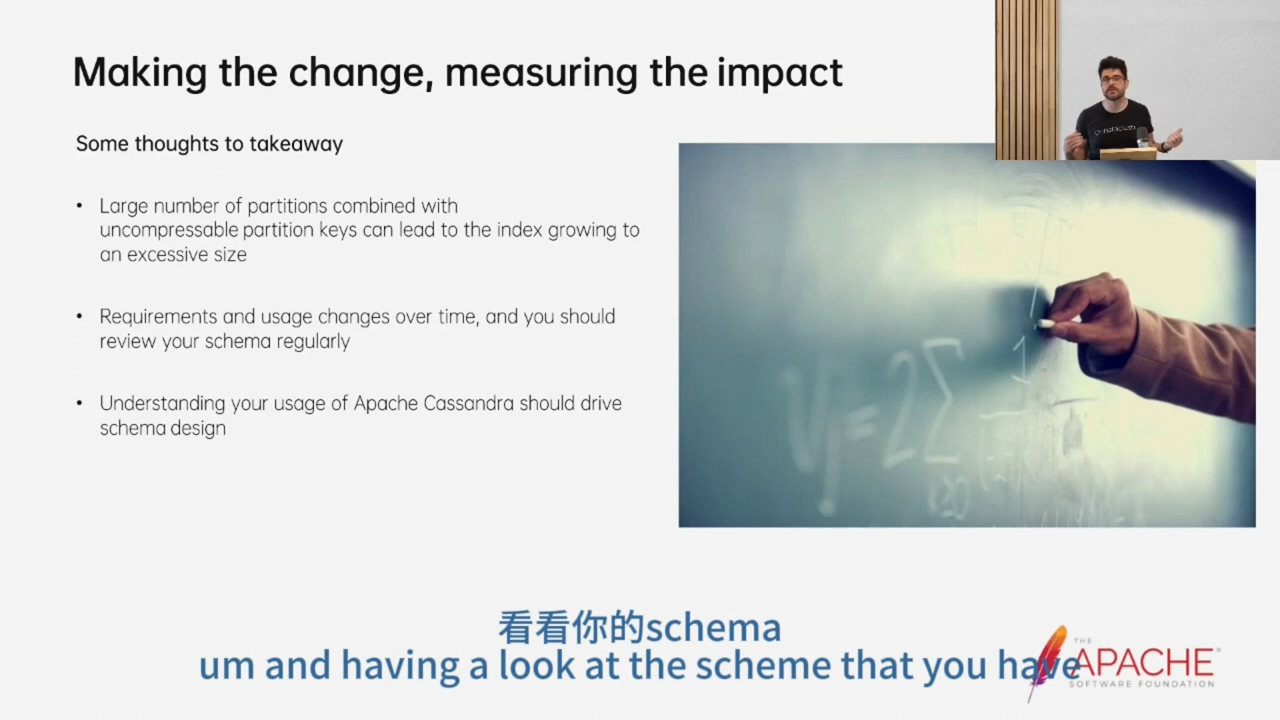 Making the change, measuring the impact
Some thoughts to takeaway
• Large number of partitions combined with
uncompressable partition keys can lead to the index growing to
an excessive size
• Requirements and usage changes over time, and you should
review your schema regularly
• Understanding your usage of Apache Cassandra should drive
schema design
看看你的schema
um and having a look at the scheme that you have
THE
APACHE
SOFTWARE FOUNDATION